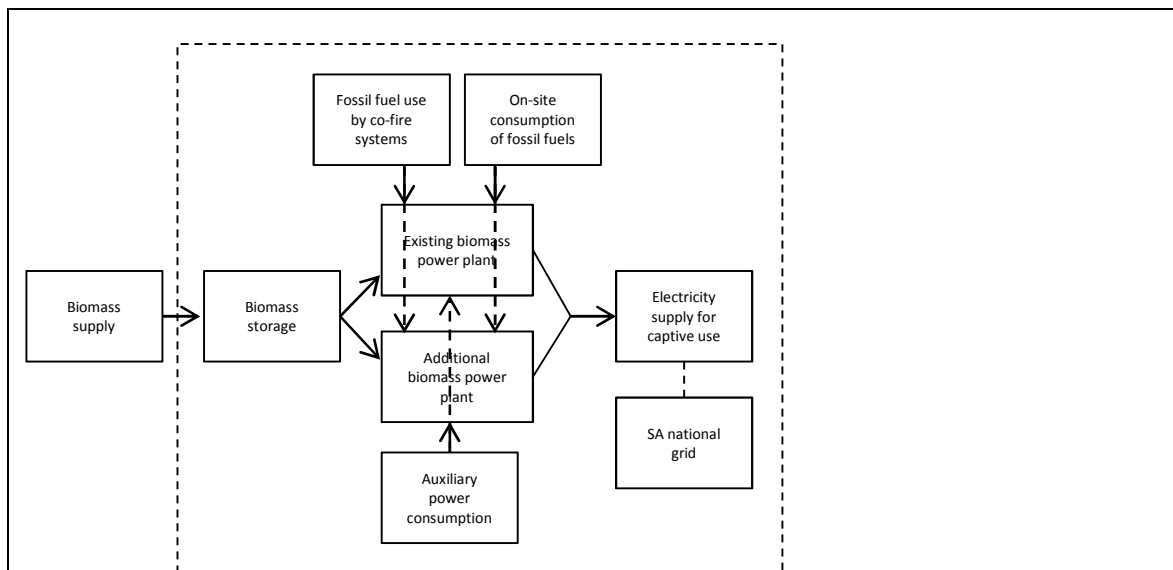 Fossil fuel use
by co-fire
systems
On-site
consumption
of fossil fuels
Existing biomass
power plant
Biomass
supply
Biomass
storage
Electricity
supply for
captive use
Additional
biomass power
plant
SA national
grid
Auxiliary
power
consumption